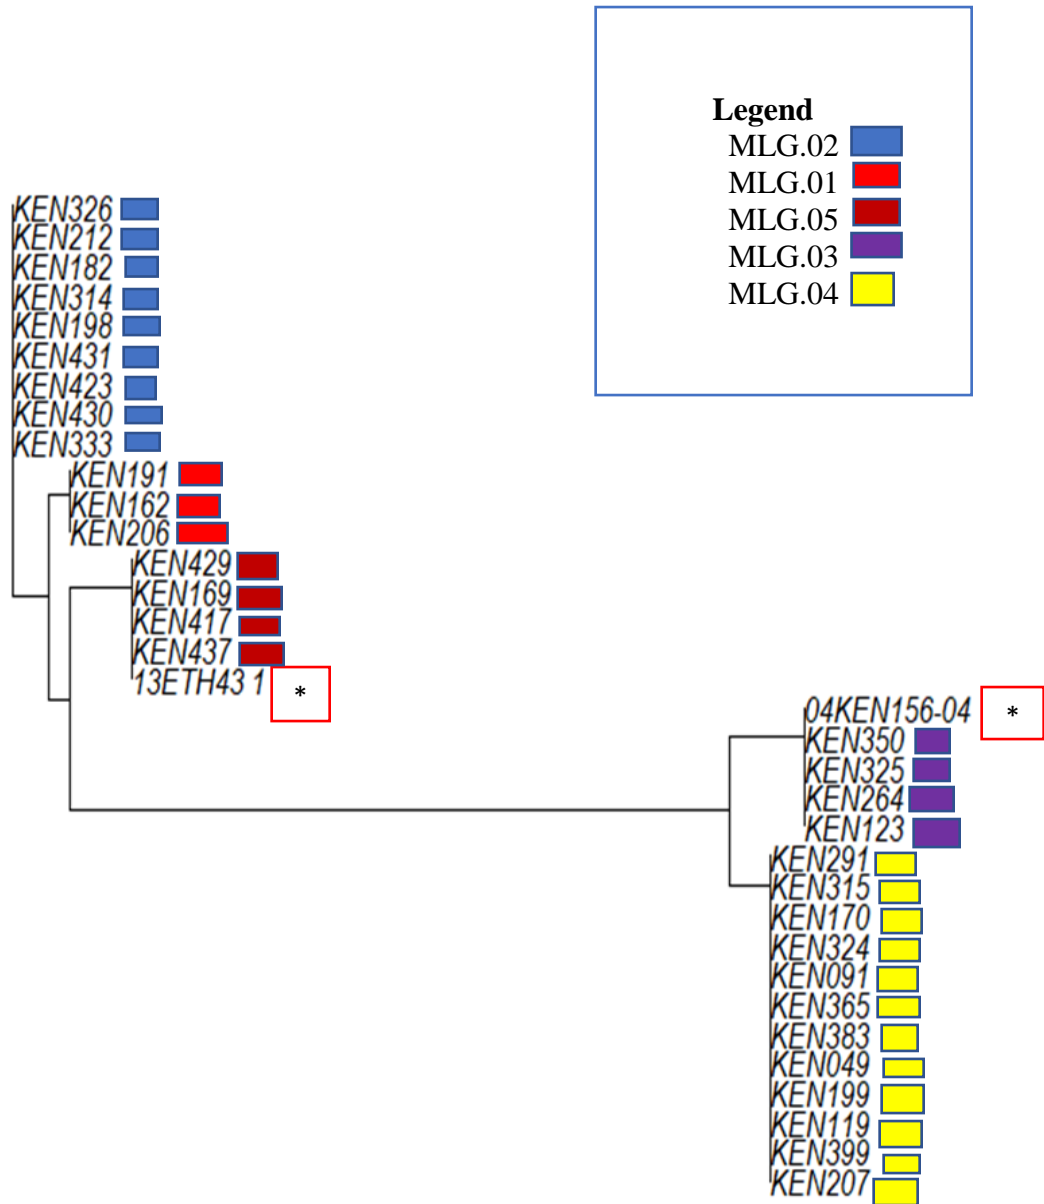 Legend
MLG.02
MLG.01
MLG.05
MLG.03
MLG.04
KEN326
KEN212
KEN182
KEN314
KEN198
KEN431
KEN423
KEN430
KEN333
KEN191
KEN162
KEN206
KEN429
KEN169
KEN417
KEN437
13ETH43 1 *
04KEN156-04 *
KEN350
KEN325
KEN264
KEN123
KEN291
KEN315
KEN170
KEN324
KEN091
KEN365
KEN383
KEN049
KEN199
KEN119
KEN399
KEN207